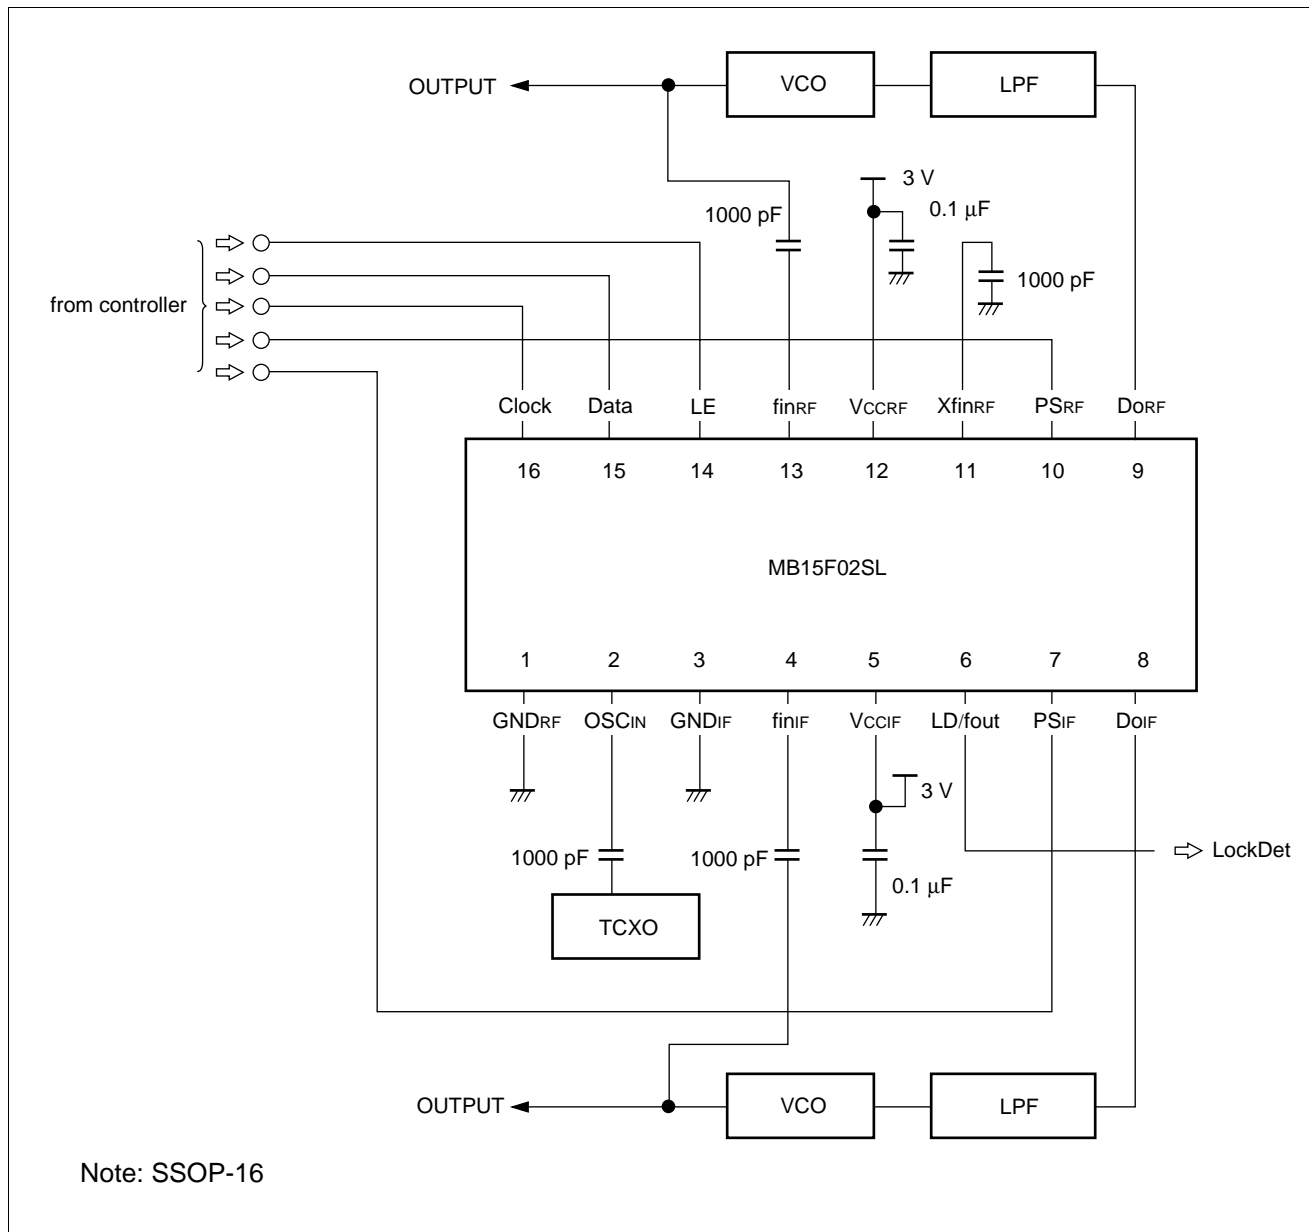 OUTPUT
VCO
LPF
3 V
1000 pF
0.1 μF
1000 pF
from controller
Clock
Data
LE
finRF
VCCRF
XfinRF
PSRF
DoRF
16
15
14
13
12
11
10
9
MB15F02SL
1
2
3
4
5
6
7
8
GNDRF
OSCIN
GNDIF
finIF
VCCIF
LD/fout
PSIF
DoIF
3 V
1000 pF
1000 pF
0.1 μF
LockDet
TCXO
OUTPUT
VCO
LPF
Note: SSOP-16